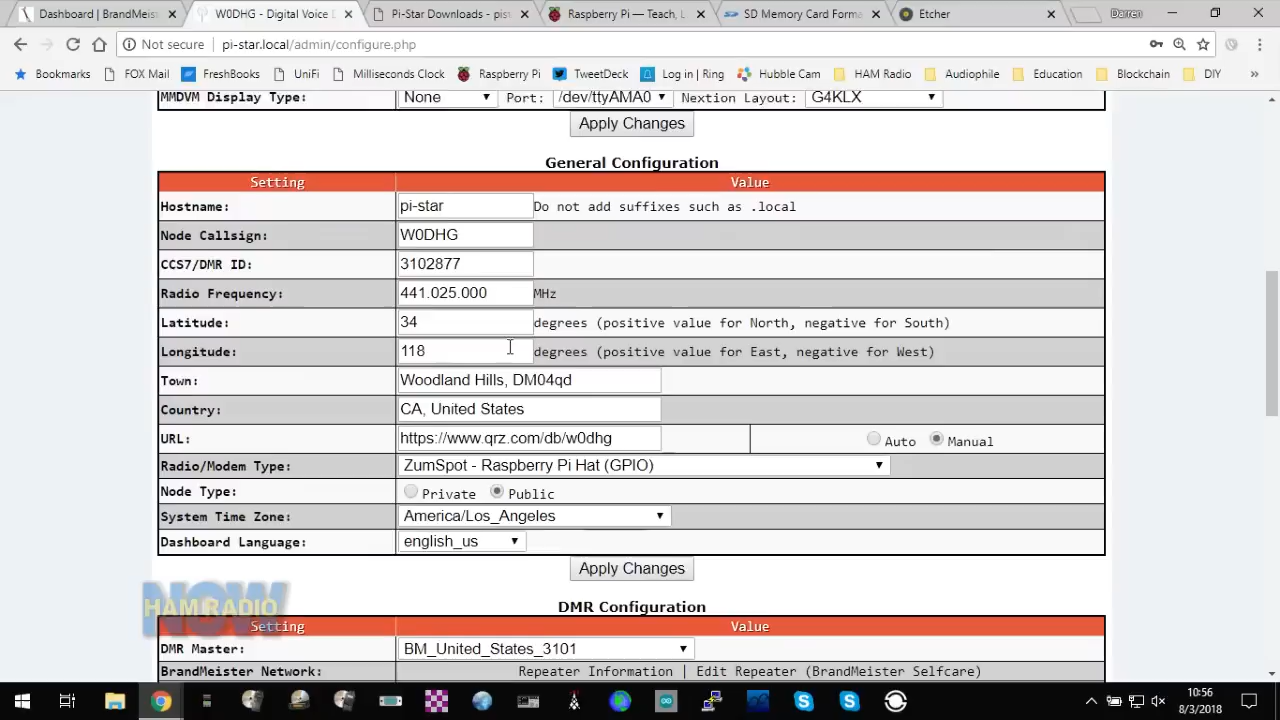 Dashboard | BrandMeis
W0DHG - Digital Voice D
Pi-Star Downloads - pisv
Raspberry Pi — Teach, L
SD Memory Card Forma
Etcher
Darren
Not secure pi-star.local/admin/configure.php
Bookmarks FOX Mail FreshBooks UniFi Milliseconds Clock Raspberry Pi TweetDeck Log in | Ring Hubble Cam HAM Radio Audiophile Education Blockchain DIY »
MMDVM Display Type: None Port: /dev/ttyAMA0 Nextion Layout: G4KLX
Apply Changes
General Configuration
Setting Value
Hostname: pi-star Do not add suffixes such as .local
Node Callsign: W0DHG
CCS7/DMR ID: 3102877
Radio Frequency: 441.025.000 MHz
Latitude: 34 degrees (positive value for North, negative for South)
Longitude: 118 degrees (positive value for East, negative for West)
Town: Woodland Hills, DM04qd
Country: CA, United States
URL: https://www.qrz.com/db/w0dhg Auto Manual
Radio/Modem Type: ZumSpot - Raspberry Pi Hat (GPIO)
Node Type: Private Public
System Time Zone: America/Los_Angeles
Dashboard Language: english_us
Apply Changes
NOW
HAM RADIO
DMR Configuration
Setting Value
DMR Master: BM_United_States_3101
BrandMeister Network: Repeater Information | Edit Repeater (BrandMeister Selfcare)
10:56
8/3/2018